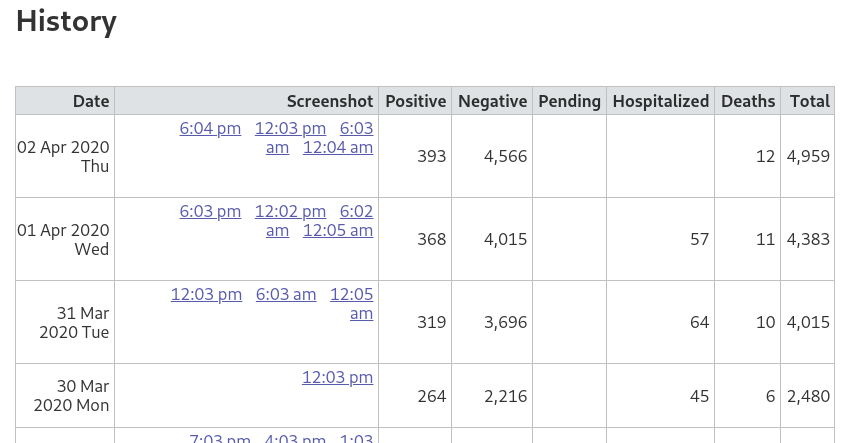 History
Date Screenshot Positive Negative Pending Hospitalized Deaths Total
02 Apr 2020 Thu 6:04 pm 12:03 pm 6:03 am 12:04 am 393 4,566 12 4,959
01 Apr 2020 Wed 6:03 pm 12:02 pm 6:02 am 12:05 am 368 4,015 57 11 4,383
31 Mar 2020 Tue 12:03 pm 6:03 am 12:05 am 319 3,696 64 10 4,015
30 Mar 2020 Mon 12:03 pm 264 2,216 45 6 2,480
7:03 pm 4:03 pm 1:03